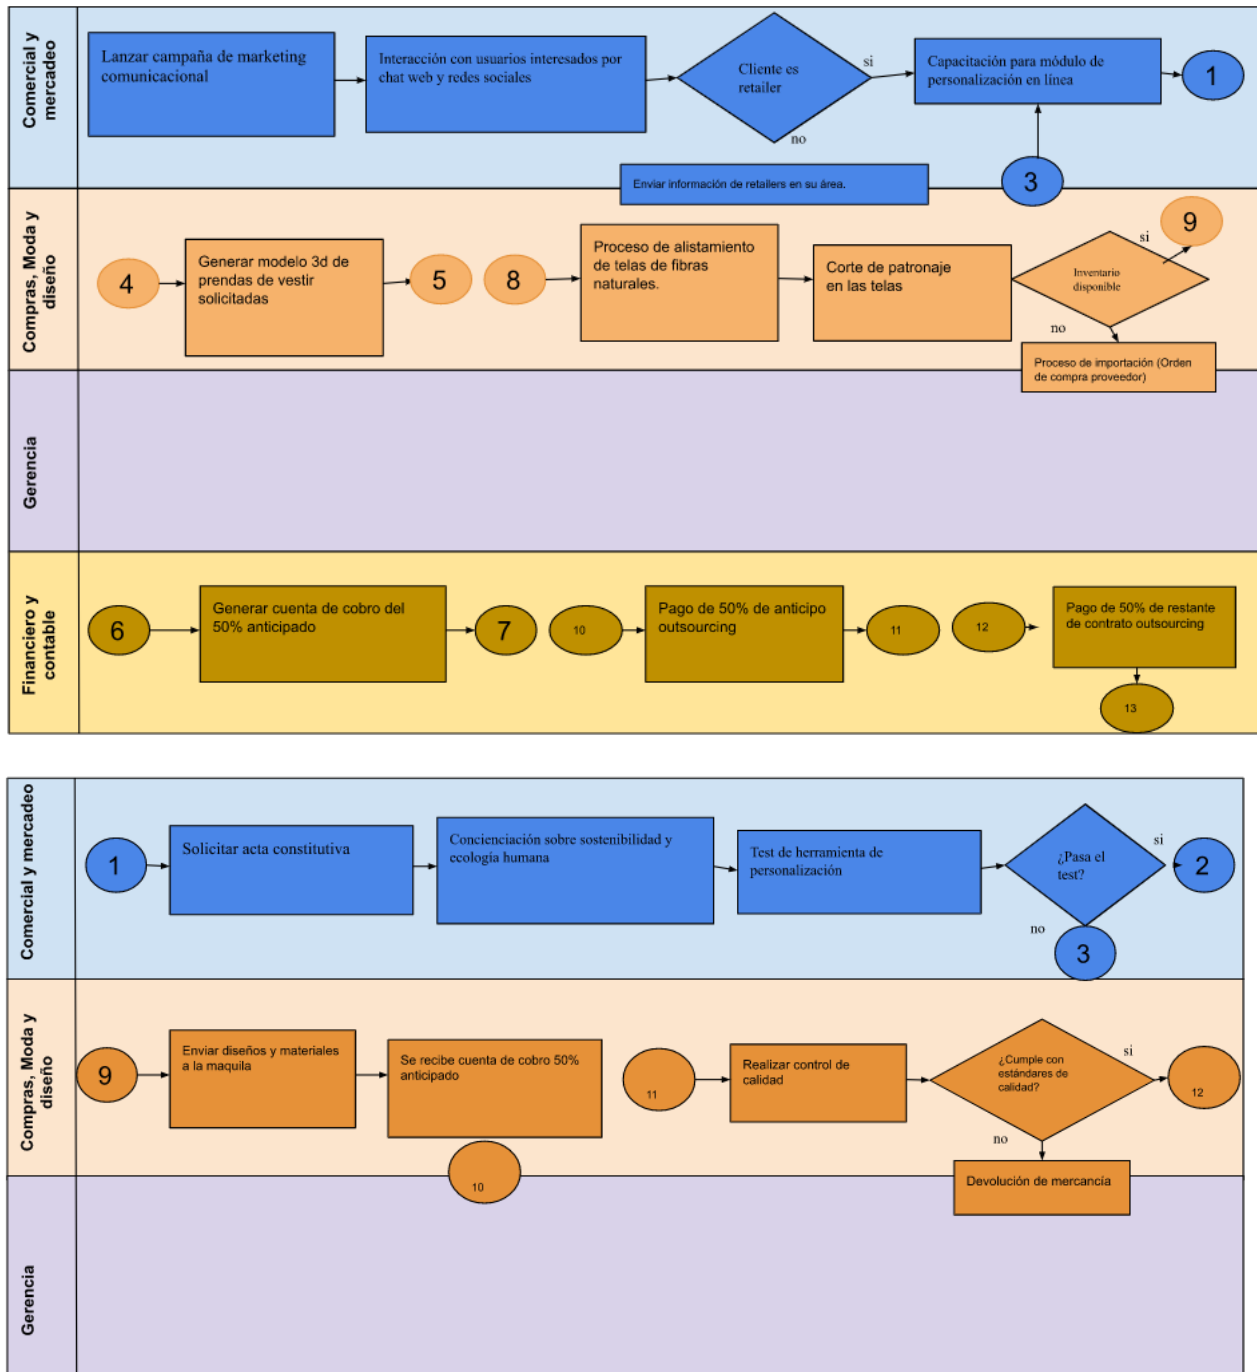 Comercial y
mercadeo
Lanzar campaña de marketing
comunicacional
Interacción con usuarios interesados por
chat web y redes sociales
Cliente es
retailer
si
no
Capacitación para módulo de
personalización en línea
1
Enviar información de retailers en su área.
3
Compras, Moda y
diseño
4
Generar modelo 3d de
prendas de vestir
solicitadas
5
8
Proceso de alistamiento
de telas de fibras
naturales.
Corte de patronaje
en las telas
Inventario
disponible
si
9
no
Proceso de importación (Orden
de compra proveedor)
Gerencia
Financiero y
contable
6
Generar cuenta de cobro del
50% anticipado
7
10
Pago de 50% de anticipo
outsourcing
11
12
Pago de 50% de restante
de contrato outsourcing
13
Comercial y mercadeo
1
Solicitar acta constitutiva
Concienciación sobre sostenibilidad y
ecología humana
Test de herramienta de
personalización
¿Pasa el
test?
si
2
no
3
Compras, Moda y
diseño
9
Enviar diseños y materiales
a la maquila
Se recibe cuenta de cobro 50%
anticipado
10
11
Realizar control de
calidad
¿Cumple con
estándares de
calidad?
si
12
no
Devolución de mercancía
Gerencia